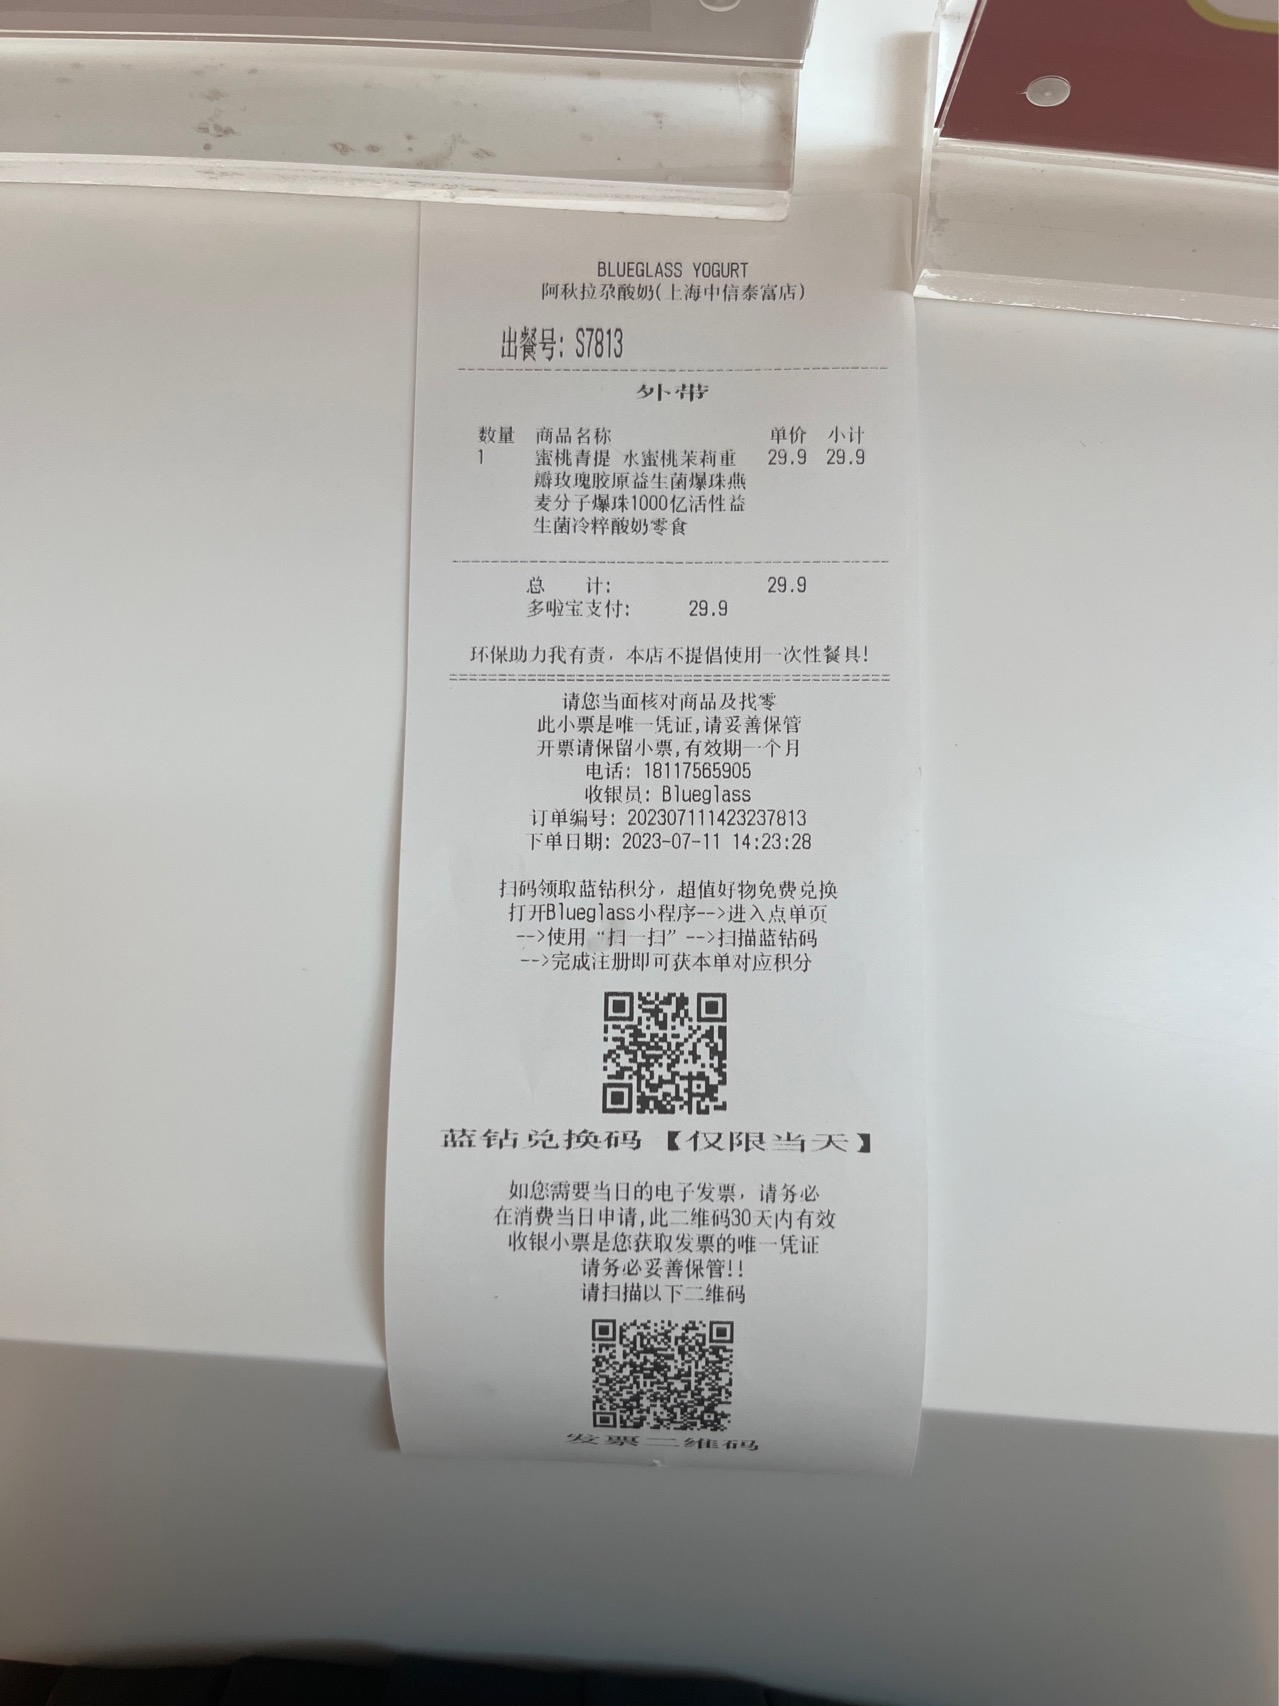 BLUEGLASS YOGURT
阿秋拉尕酸奶(上海中信泰富店)
出餐号: S7813
外带
数量 商品名称 单价 小计
1 蜜桃青提 水蜜桃茉莉重 29.9 29.9
瓣玫瑰胶原益生菌爆珠燕
麦分子爆珠1000亿活性益
生菌冷粹酸奶零食
总 计: 29.9
多啦宝支付: 29.9
环保助力我有责，本店不提倡使用一次性餐具!
请您当面核对商品及找零
此小票是唯一凭证,请妥善保管
开票请保留小票,有效期一个月
电话: 18117565905
收银员: Blueglass
订单编号: 202307111423237813
下单日期: 2023-07-11 14:23:28
扫码领取蓝钻积分，超值好物免费兑换
打开Blueglass小程序-->进入点单页
-->使用“扫一扫”-->扫描蓝钻码
-->完成注册即可获本单对应积分
蓝钻兑换码【仅限当天】
如您需要当日的电子发票，请务必
在消费当日申请,此二维码30天内有效
收银小票是您获取发票的唯一凭证
请务必妥善保管!!
请扫描以下二维码
发票二维码